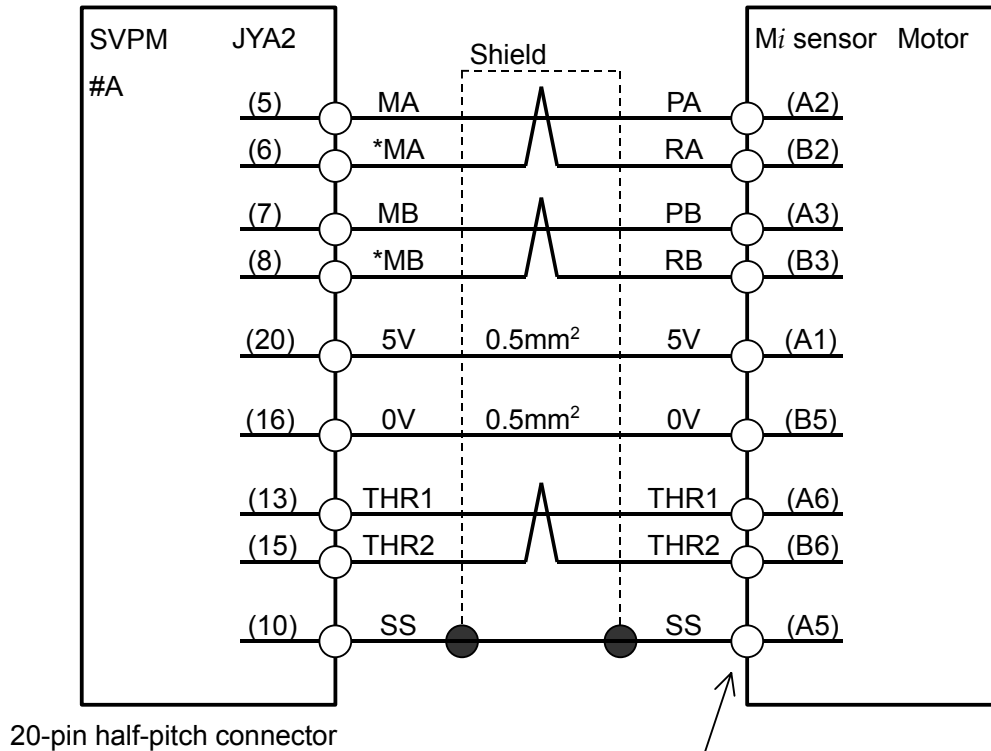 SVPM JYA2 Mi sensor Motor
Shield
#A
(5) MA PA (A2)
(6) *MA RA (B2)
(7) MB PB (A3)
(8) *MB RB (B3)
(20) 5V 0.5mm² 5V (A1)
(16) 0V 0.5mm² 0V (B5)
(13) THR1 THR1 (A6)
(15) THR2 THR2 (B6)
(10) SS SS (A5)
20-pin half-pitch connector